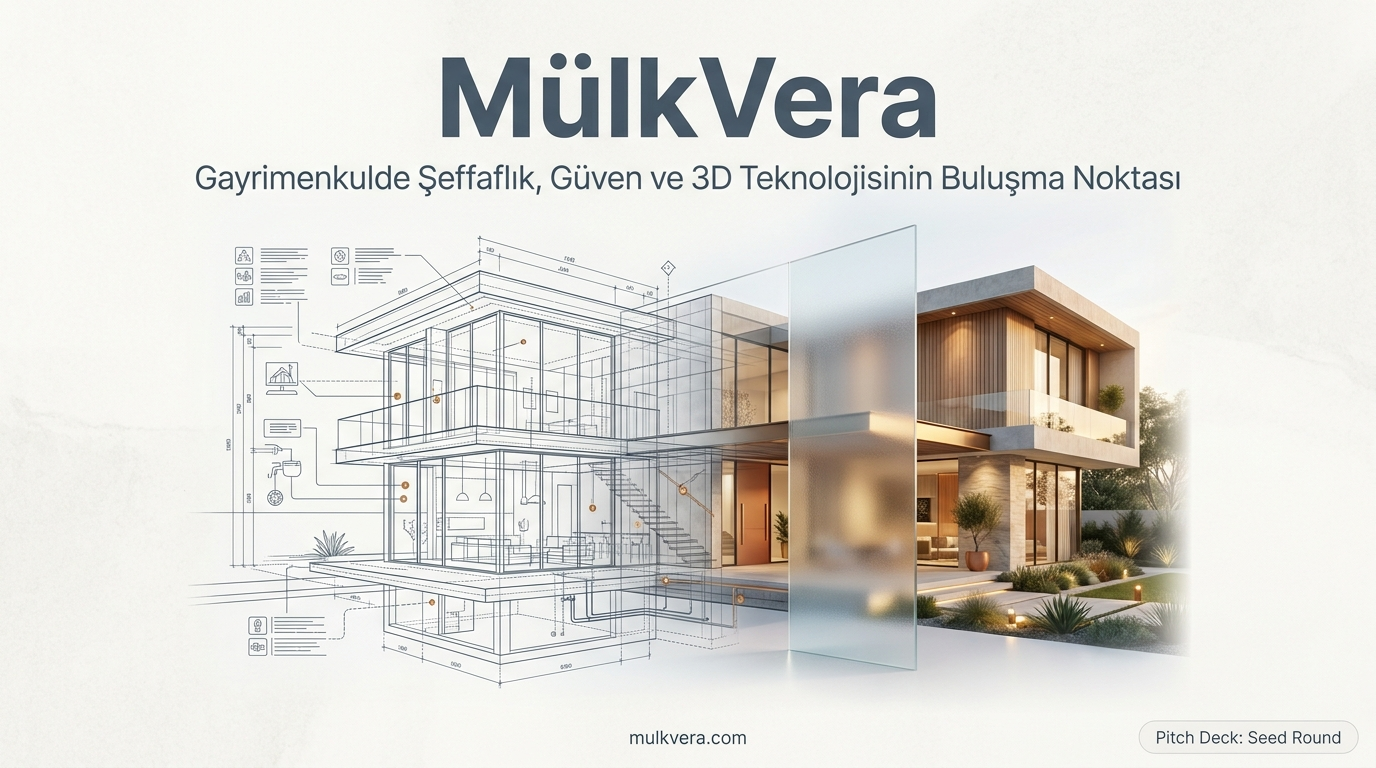 MülkVera
Gayrimenkulde Şeffaflık, Güven ve 3D Teknolojisinin Buluşma Noktası
mulkvera.com
Pitch Deck: Seed Round